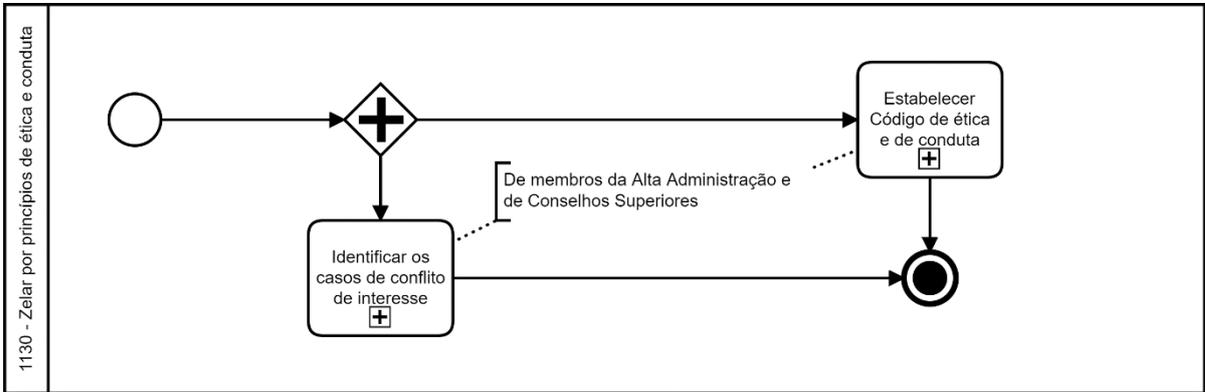 1130 - Zelar por princípios de ética e conduta
Estabelecer
Código de ética
e de conduta
De membros da Alta Administração e
de Conselhos Superiores
Identificar os
casos de conflito
de interesse